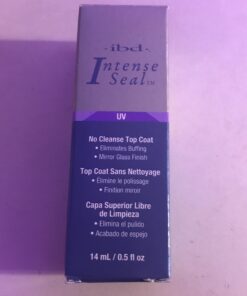 ibd
Intense
Seal™
UV
No Cleanse Top Coat
• Eliminates Buffing
• Mirror Glass Finish
Top Coat Sans Nettoyage
• Elimine le polissage
• Finition miroir
Capa Superior Libre
de Limpieza
• Elimina el pulido
• Acabado de espejo
14 mL / 0.5 fl oz